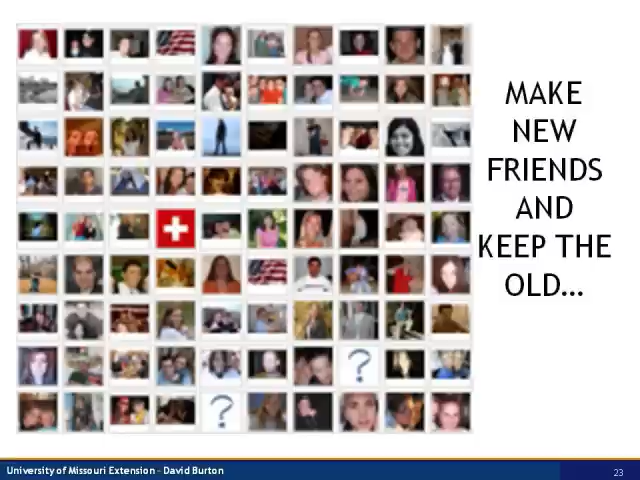 MAKE
NEW
FRIENDS
AND
KEEP THE
OLD…
?
?
University of Missouri Extension – David Burton
23